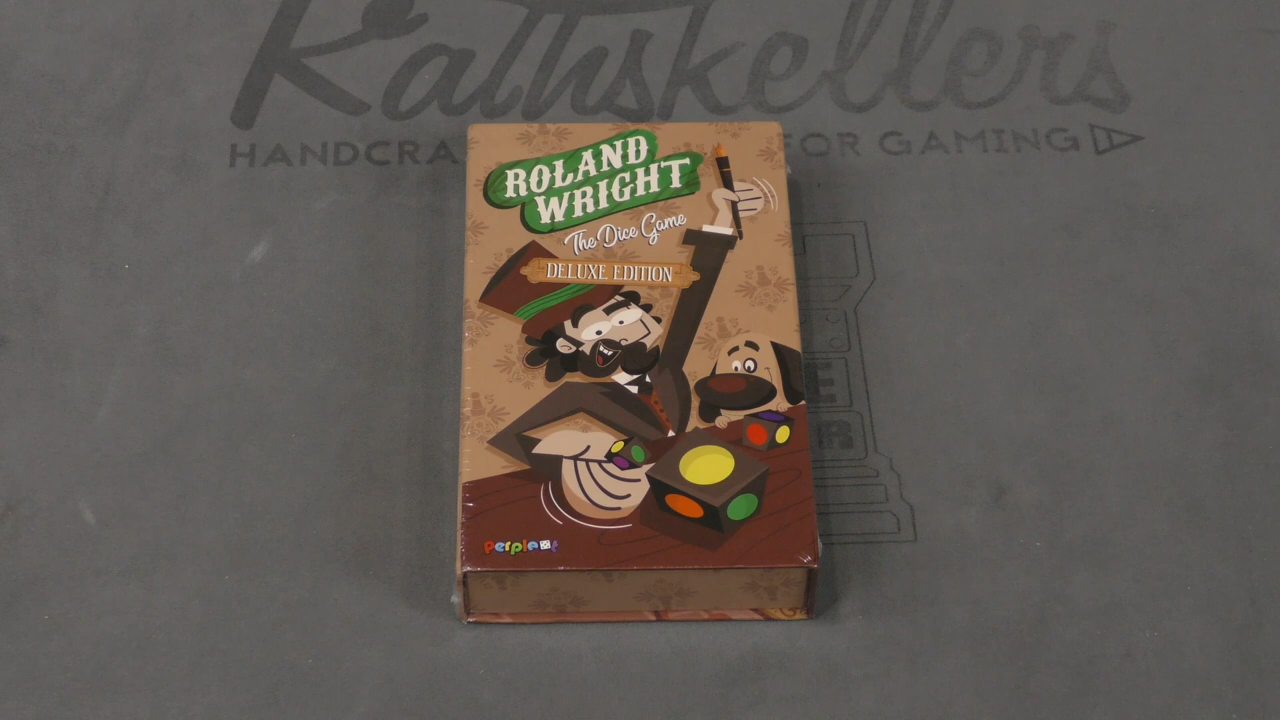 Rathskellers
HANDCRA FOR GAMING
ROLAND
WRIGHT
The Dice Game
DELUXE EDITION
perplext